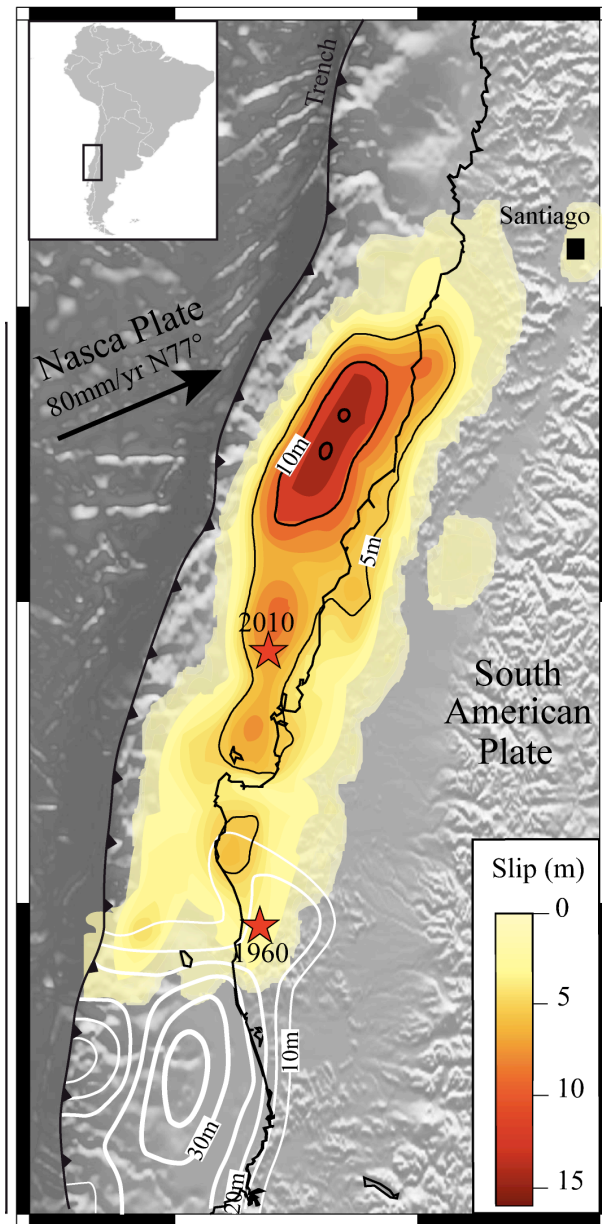 Trench
Santiago
Nasca Plate
80mm/yr N77°
10m
5m
2010
South
American
Plate
Slip (m)
0
5
10
15
1960
10m
30m
20m